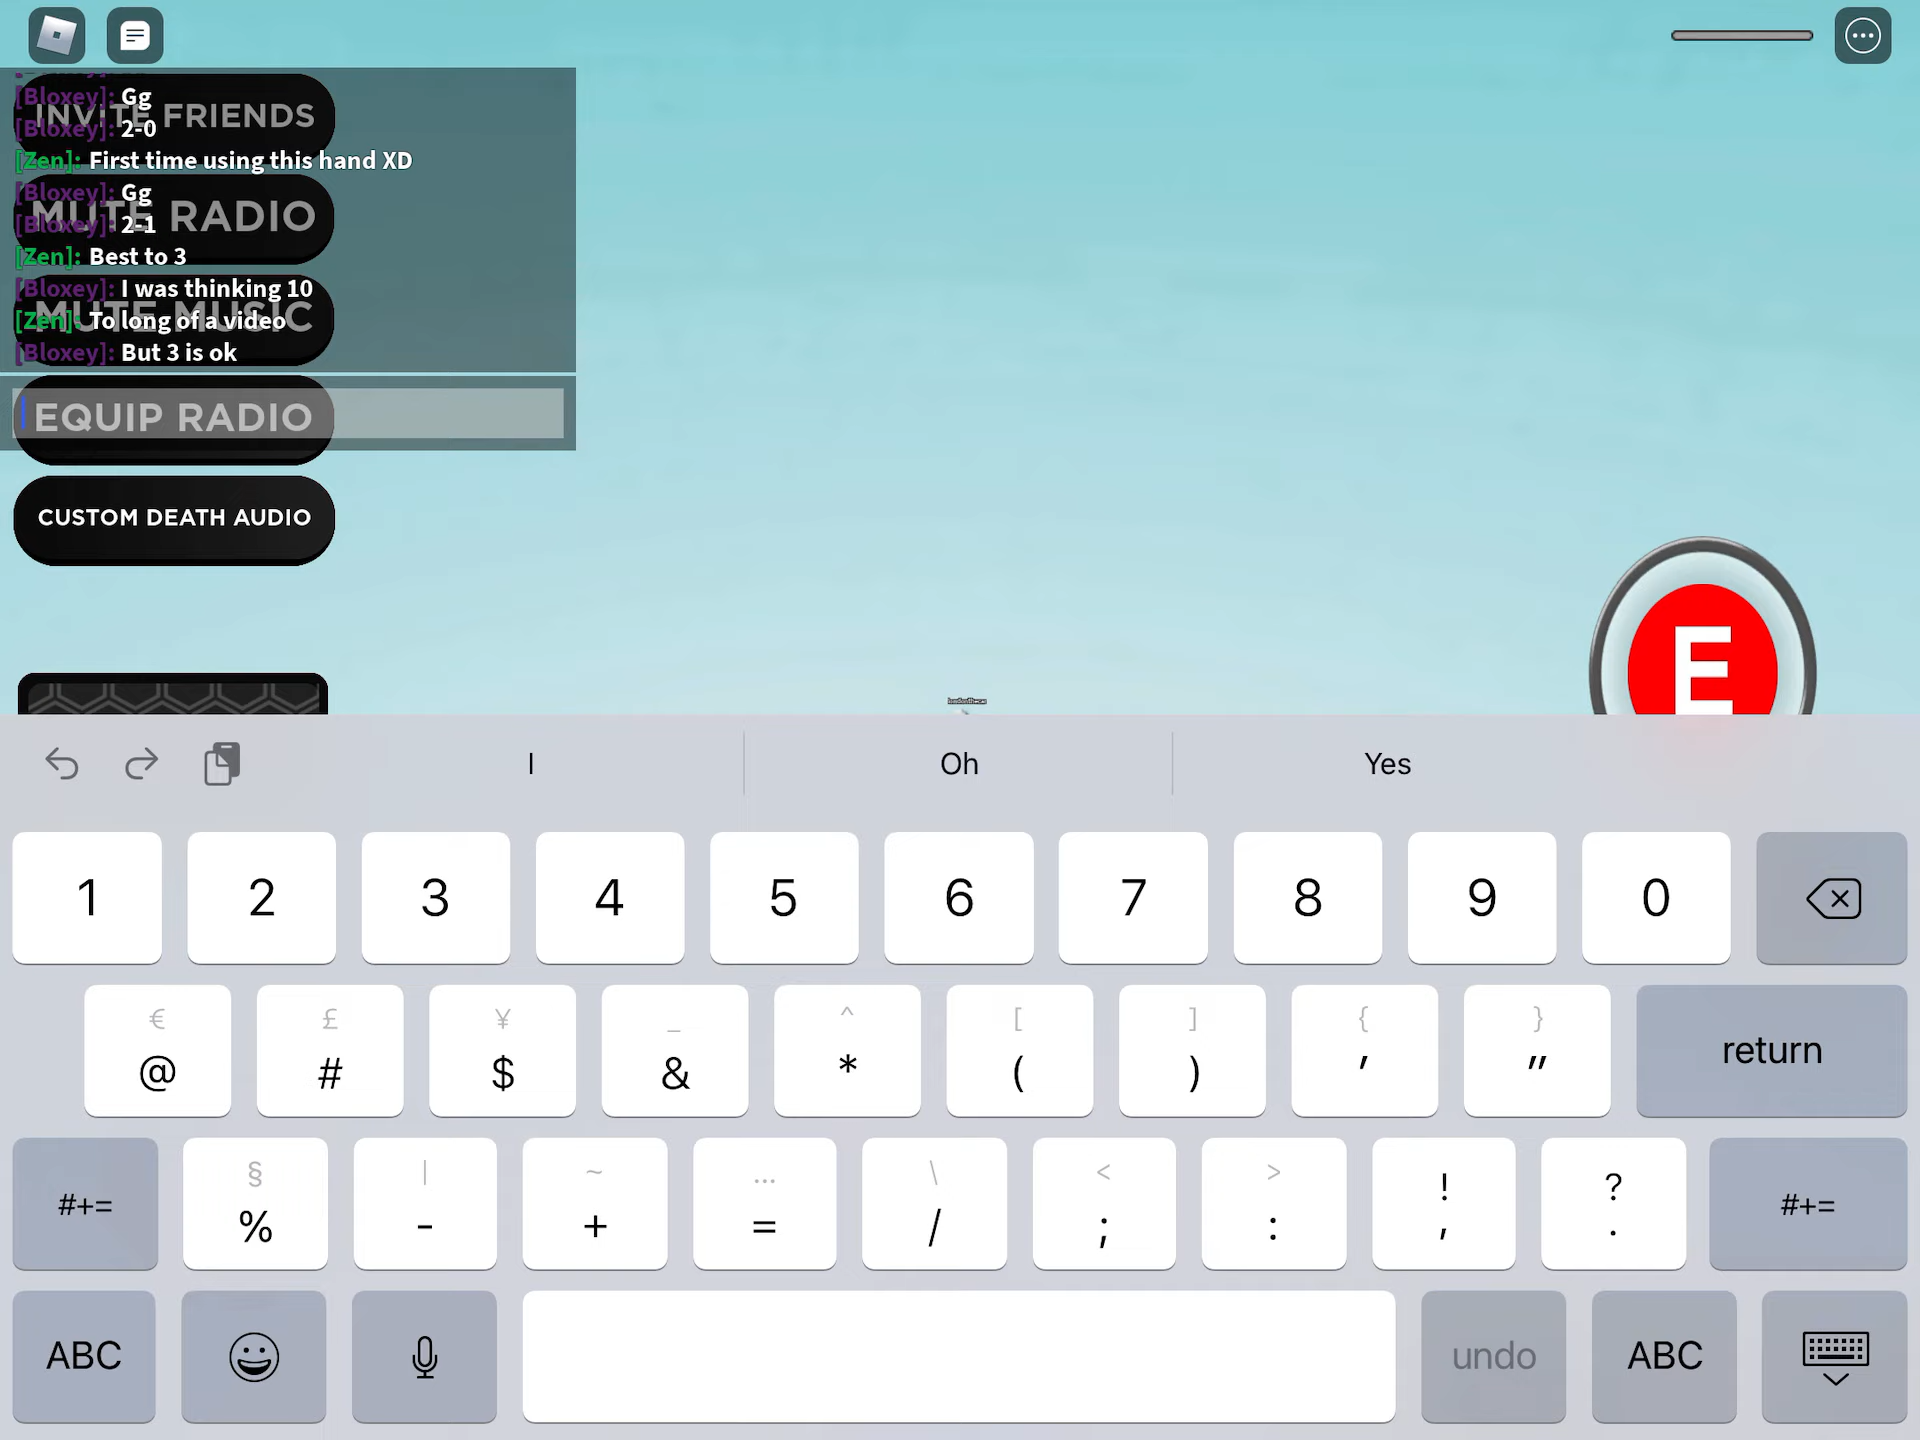 [Bloxey]: Gg
INVITE FRIENDS
[Bloxey]: 2-0
[Zen]: First time using this hand XD
[Bloxey]: Gg
MUTE RADIO
[Bloxey]: 2-1
[Zen]: Best to 3
[Bloxey]: I was thinking 10
MUTE MUSIC
[Zen]: To long of a video
[Bloxey]: But 3 is ok
EQUIP RADIO
CUSTOM DEATH AUDIO
E
I Oh Yes
1 2 3 4 5 6 7 8 9 0
€ £ ¥ _ ^ [ ] { }
@ # $ & * ( ) ' " return
§ | ~ ... \ < > ! ?
#+= % - + = / ; : , . #+=
ABC undo ABC